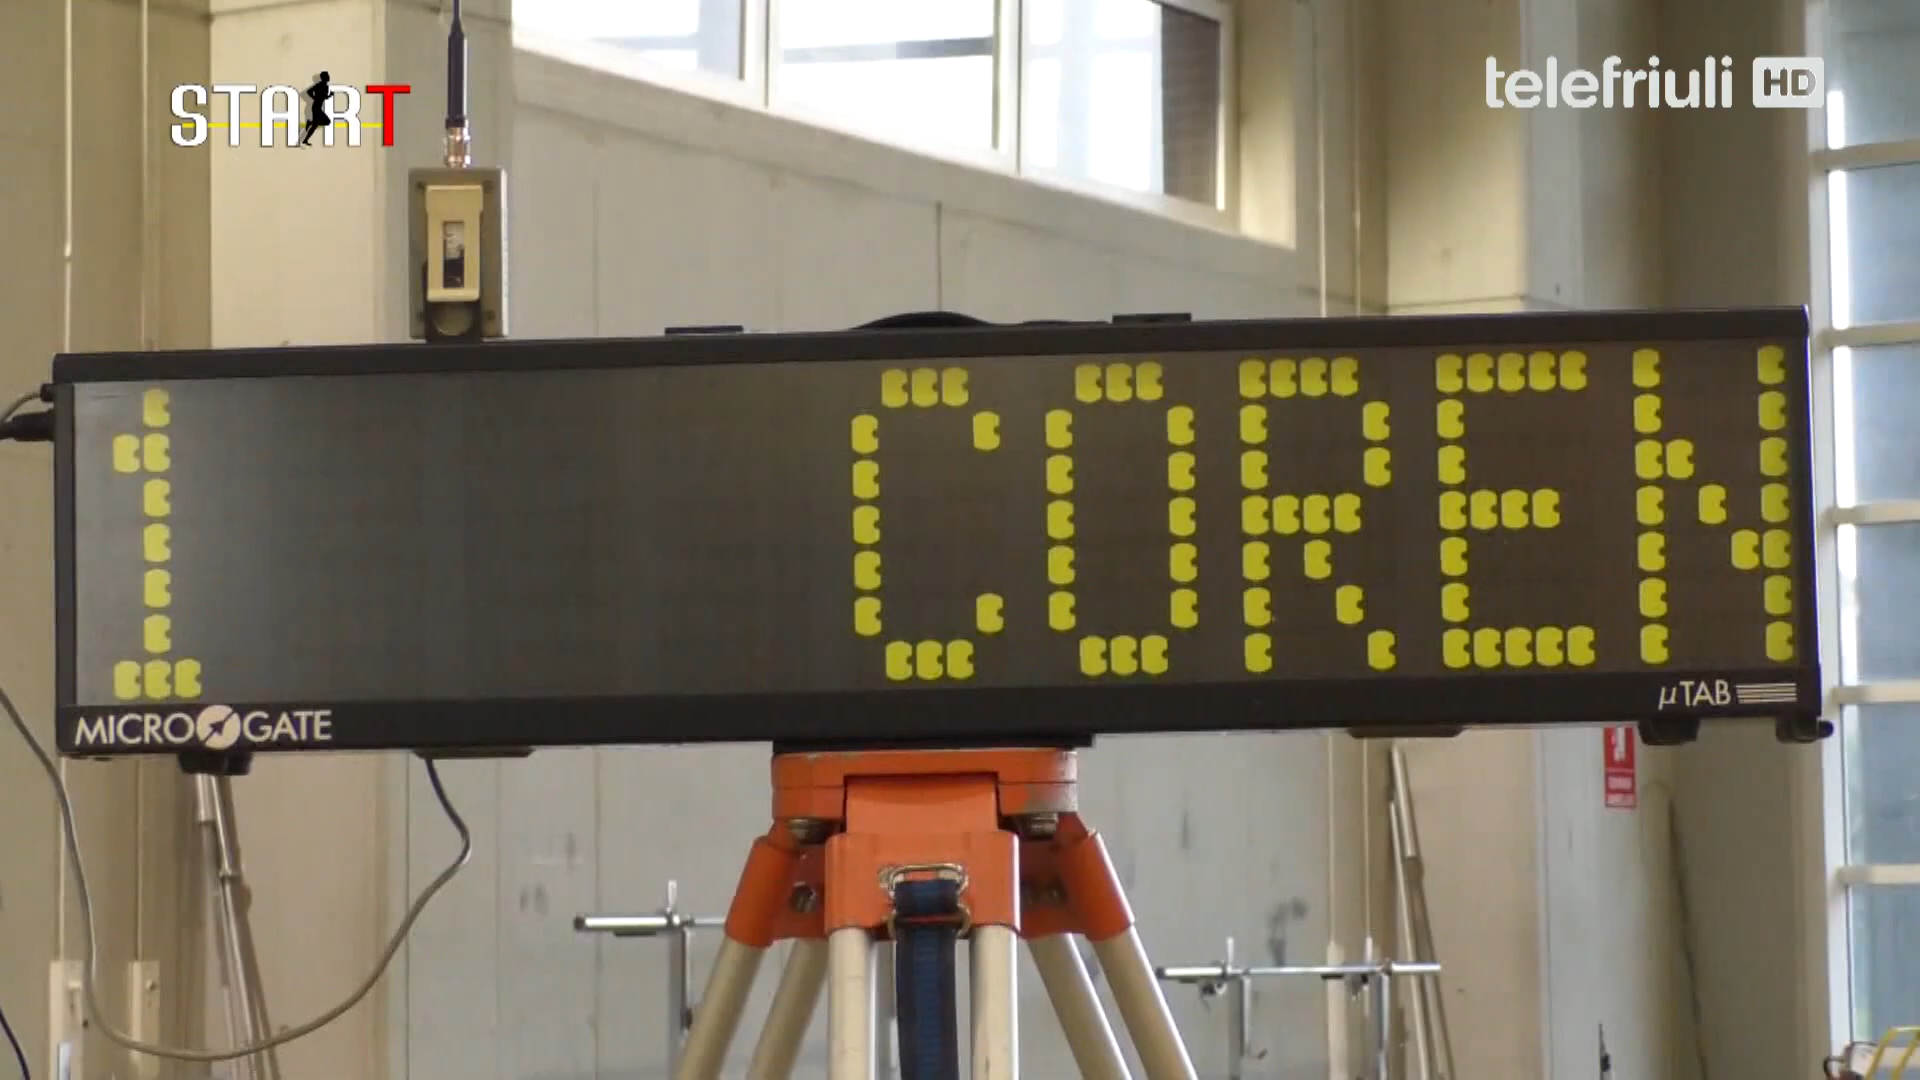 START
telefriuli HD
1 COREN
MICROGATE
µTAB